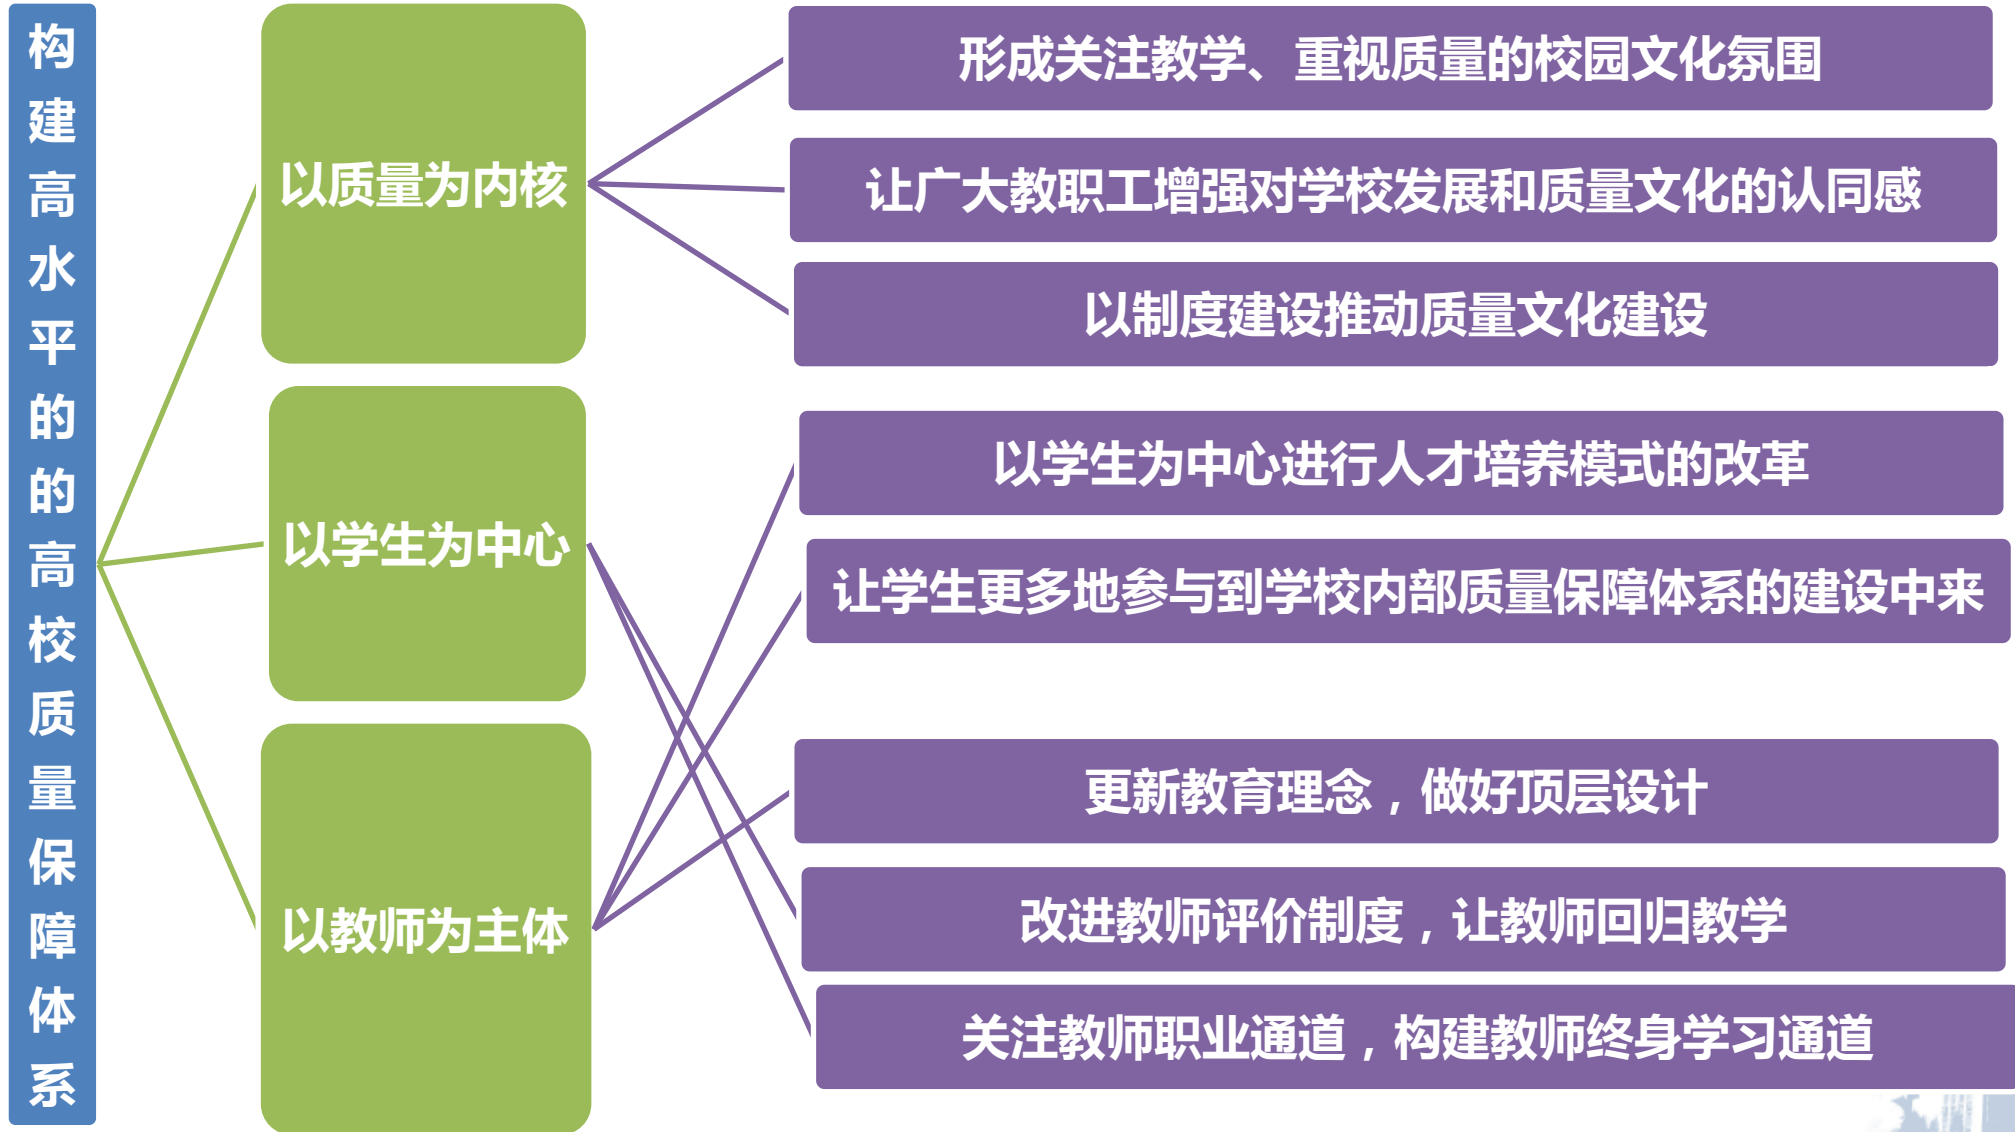 构建高水平的的高校质量保障体系
以质量为内核
形成关注教学、重视质量的校园文化氛围
让广大教职工增强对学校发展和质量文化的认同感
以制度建设推动质量文化建设
以学生为中心
以学生为中心进行人才培养模式的改革
让学生更多地参与到学校内部质量保障体系的建设中来
以教师为主体
更新教育理念，做好顶层设计
改进教师评价制度，让教师回归教学
关注教师职业通道，构建教师终身学习通道